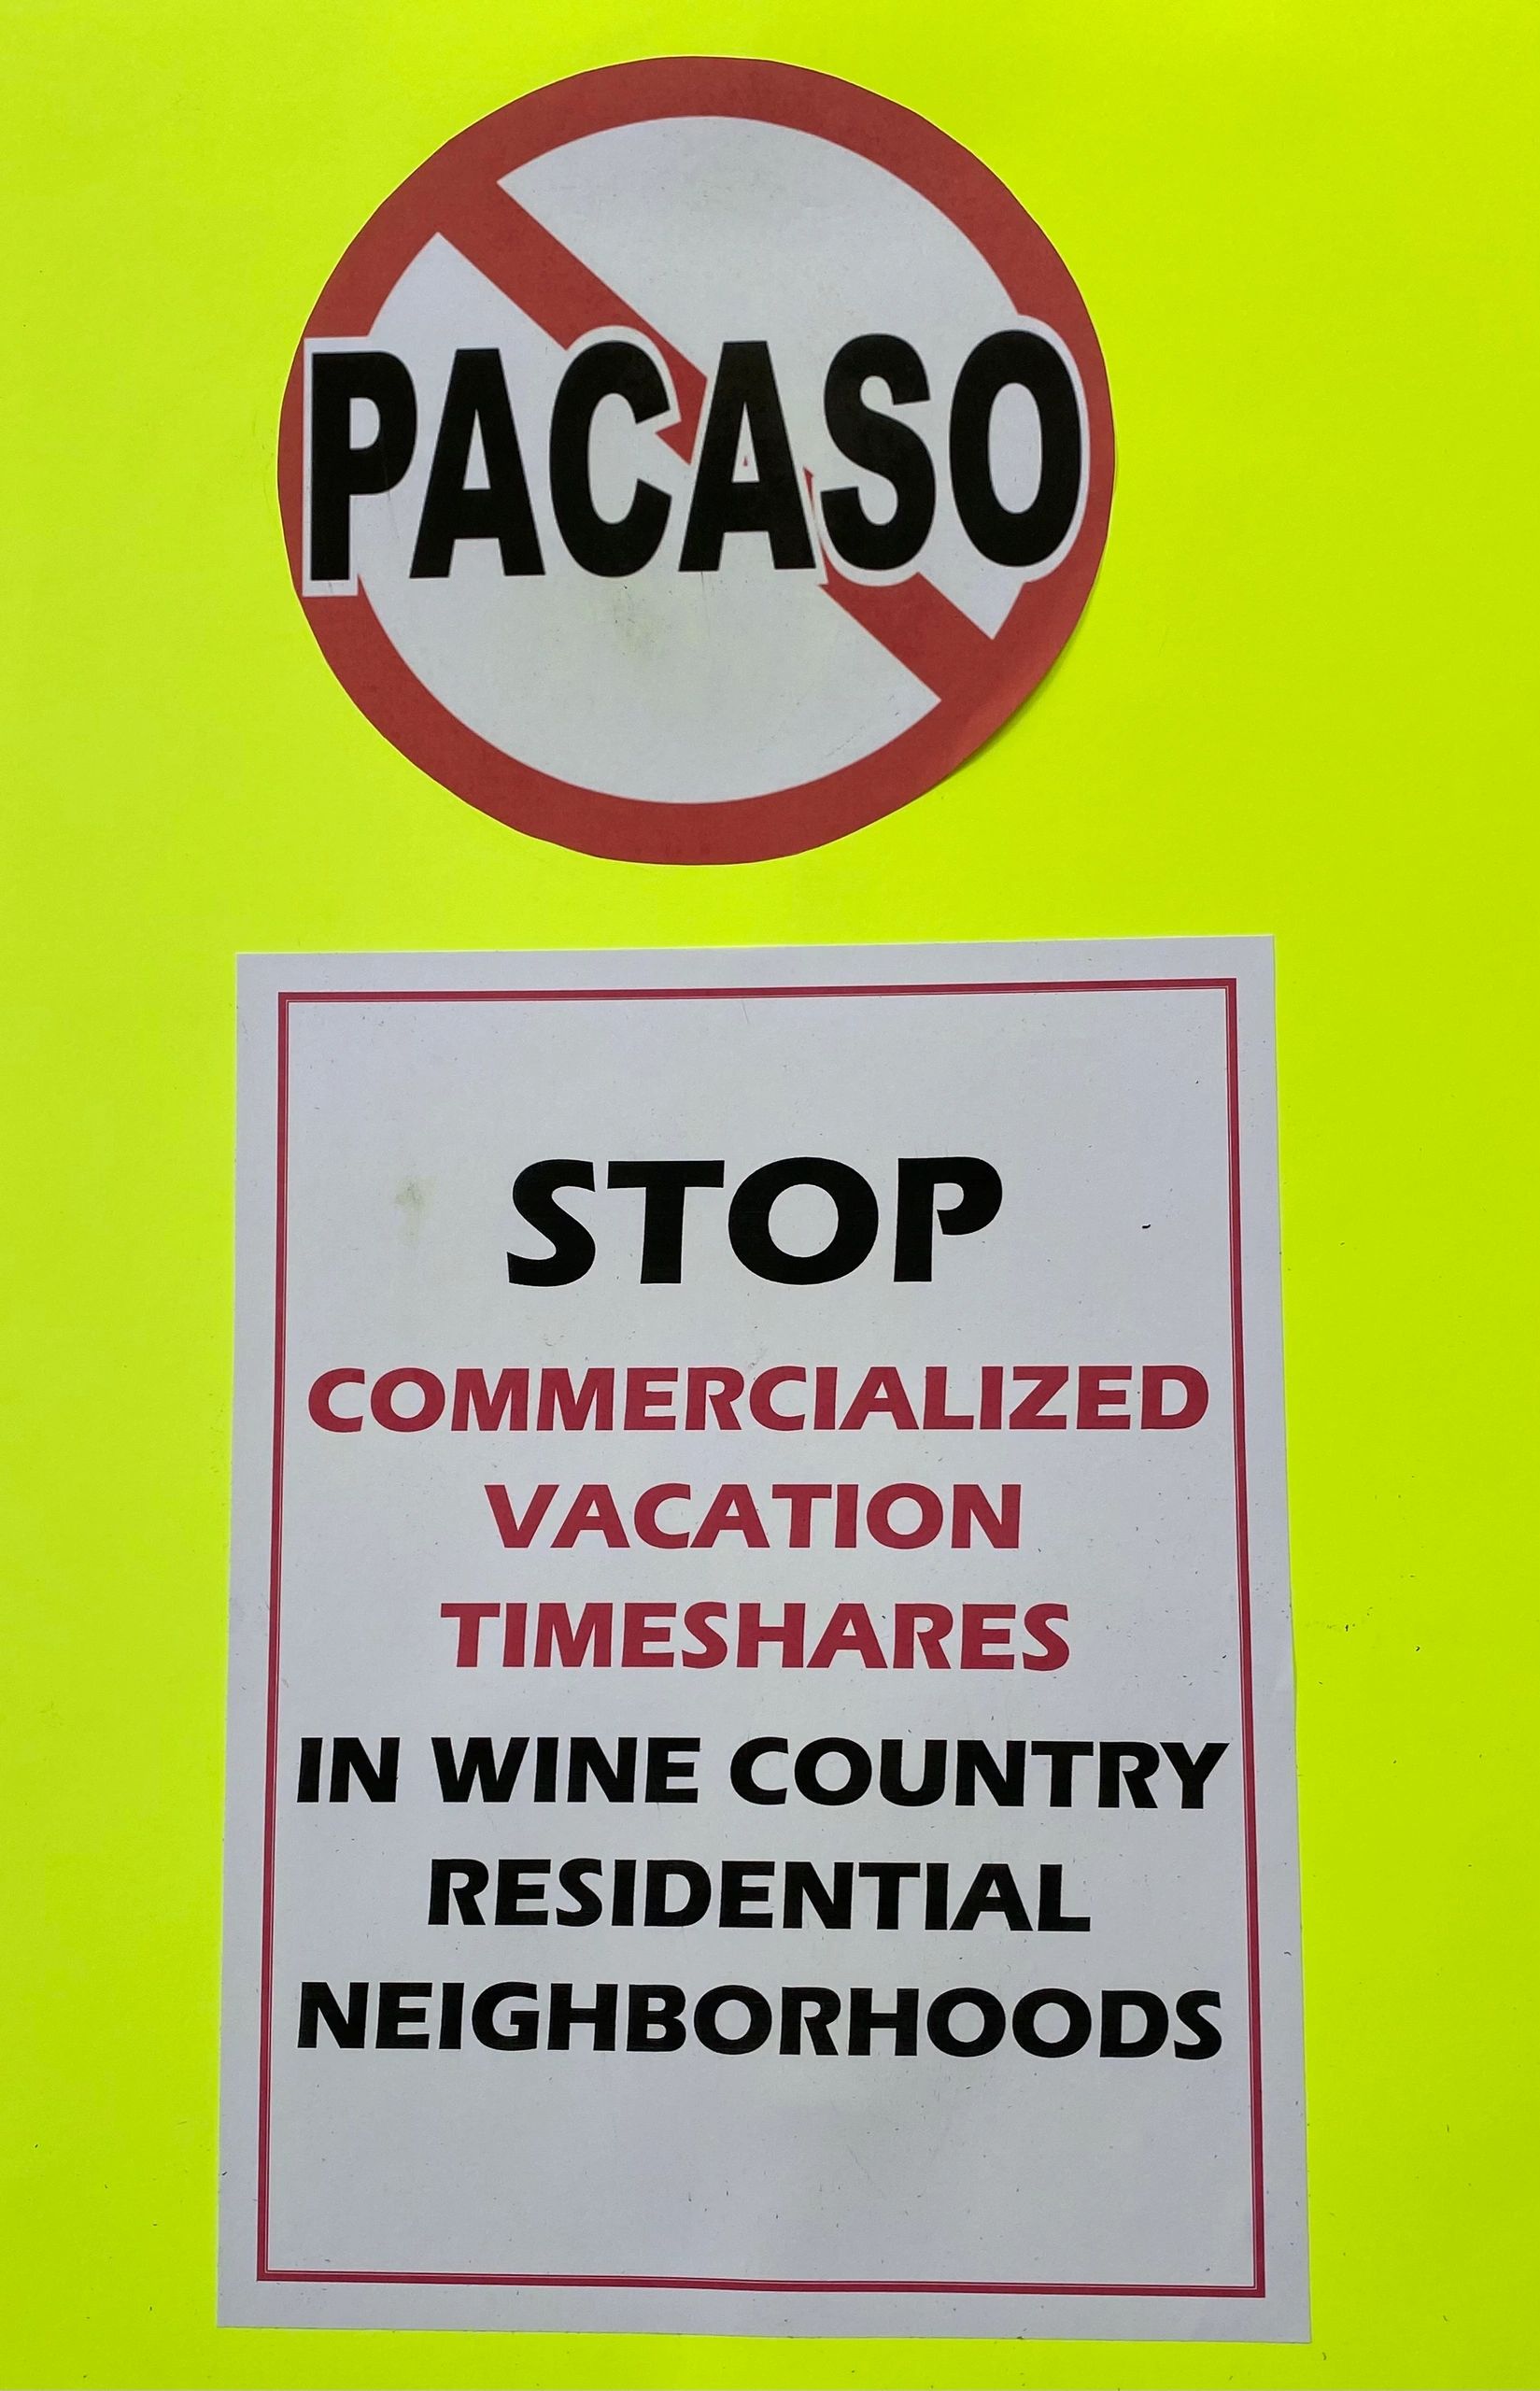 PACASO
STOP
COMMERCIALIZED
VACATION
TIMESHARES
IN WINE COUNTRY
RESIDENTIAL
NEIGHBORHOODS